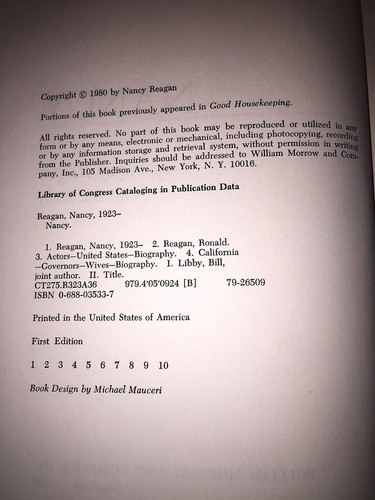 Copyright © 1980 by Nancy Reagan
Portions of this book previously appeared in Good Housekeeping.
All rights reserved. No part of this book may be reproduced or utilized in any
form or by any means, electronic or mechanical, including photocopying, recording
or by any information storage and retrieval system, without permission in writing
from the Publisher. Inquiries should be addressed to William Morrow and Com-
pany, Inc., 105 Madison Ave., New York, N. Y. 10016.
Library of Congress Cataloging in Publication Data
Reagan, Nancy, 1923–
Nancy.
1. Reagan, Nancy, 1923– 2. Reagan, Ronald.
3. Actors–United States–Biography. 4. California
–Governors–Wives–Biography. I. Libby, Bill,
joint author. II. Title.
CT275.R323A36 979.4'05'0924 [B] 79-26509
ISBN 0-688-03533-7
Printed in the United States of America
First Edition
1 2 3 4 5 6 7 8 9 10
Book Design by Michael Mauceri